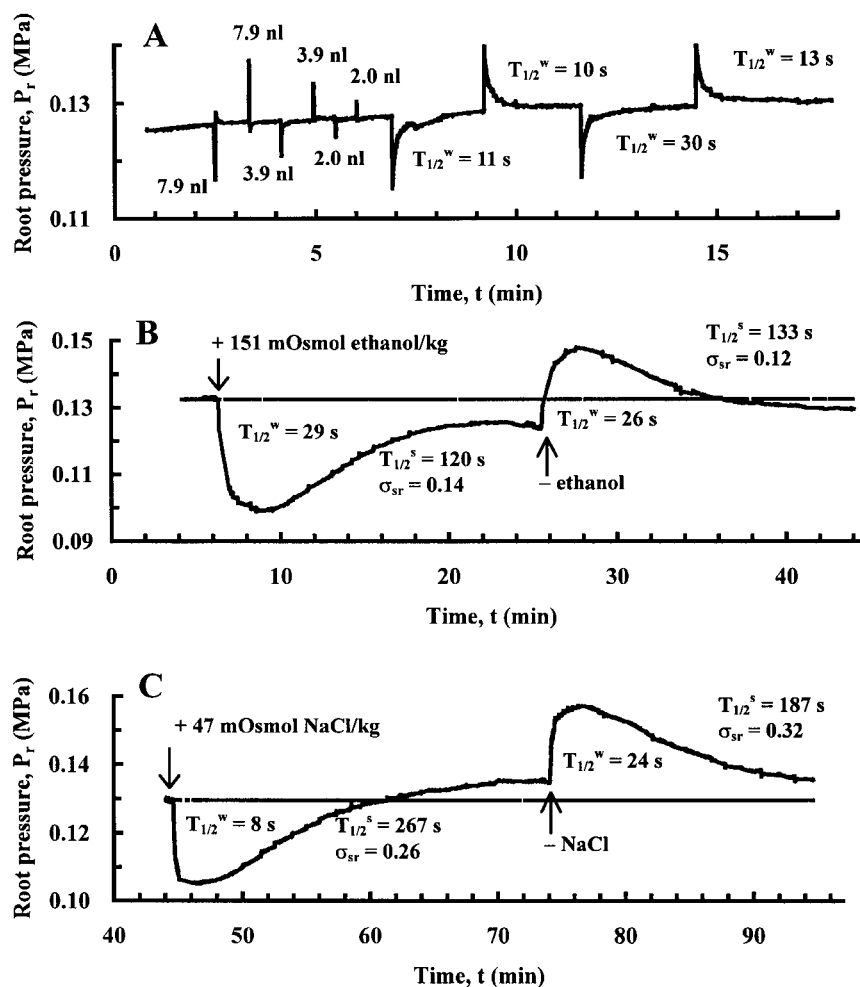 A
Root pressure, Pr (MPa)
0.13
0.11
7.9 nl
3.9 nl
2.0 nl
7.9 nl
3.9 nl
2.0 nl
T1/2w = 11 s
T1/2w = 10 s
T1/2w = 30 s
T1/2w = 13 s
0 5 10 15
Time, t (min)
B
Root pressure, Pr (MPa)
0.15
0.13
0.11
0.09
+ 151 mOsmol ethanol/kg
T1/2w = 29 s
T1/2s = 120 s
σsr = 0.14
T1/2w = 26 s
– ethanol
T1/2s = 133 s
σsr = 0.12
0 10 20 30 40
Time, t (min)
C
Root pressure, Pr (MPa)
0.16
0.14
0.12
0.10
+ 47 mOsmol NaCl/kg
T1/2w = 8 s
T1/2s = 267 s
σsr = 0.26
T1/2w = 24 s
– NaCl
T1/2s = 187 s
σsr = 0.32
40 50 60 70 80 90
Time, t (min)